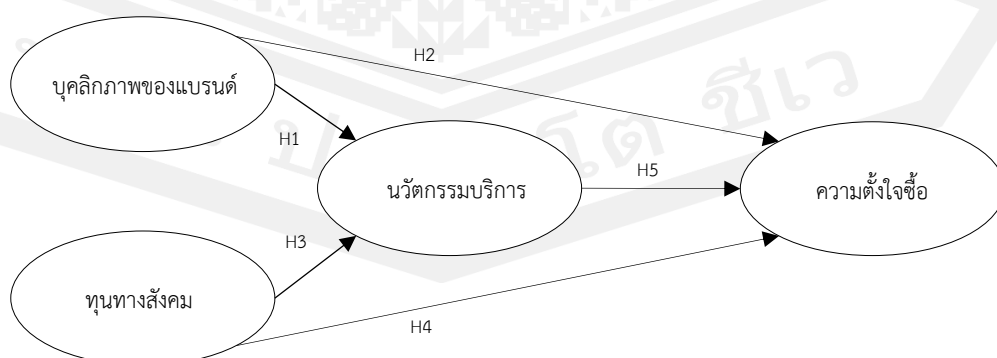 H2
บุคลิกภาพของแบรนด์
H1
นวัตกรรมบริการ
H5
ความตั้งใจซื้อ
H3
ทุนทางสังคม
H4